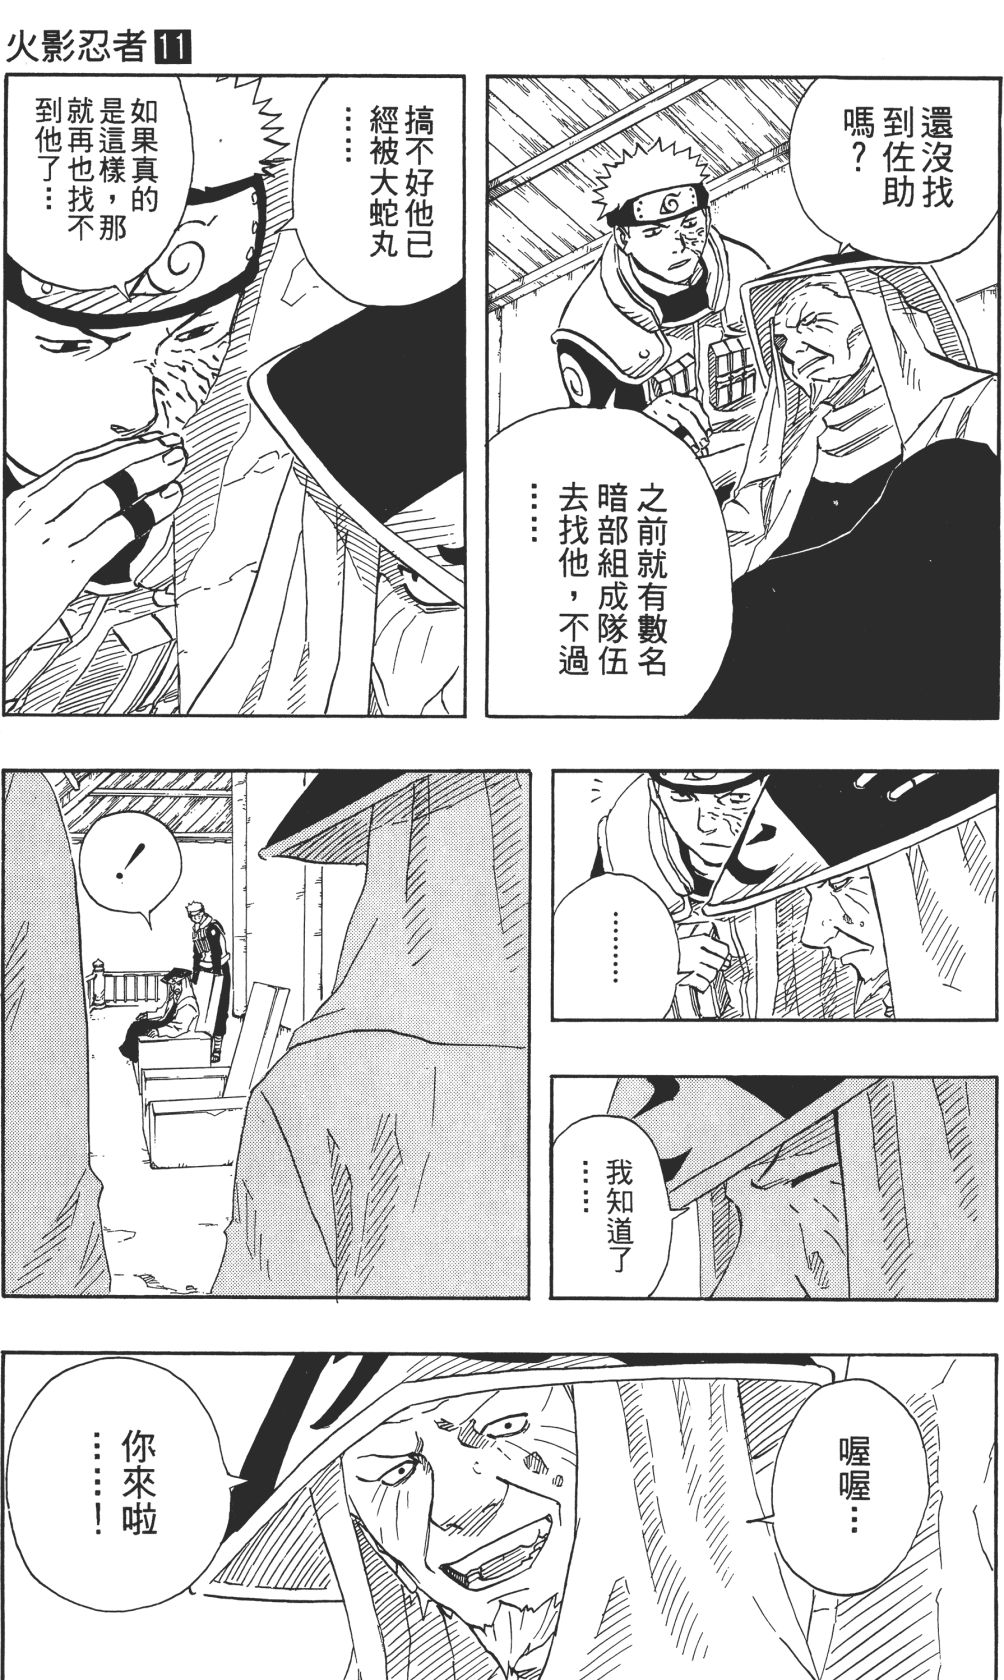 火影忍者11
還沒找
到佐助
嗎?
之前就有數名
暗部組成隊伍
去找他，不過
……
搞不好他已
經被大蛇丸
……
如果真的
是這樣，那
就再也找不
到他了…
………
我知道了
……
！
喔喔…
你來啦
……！